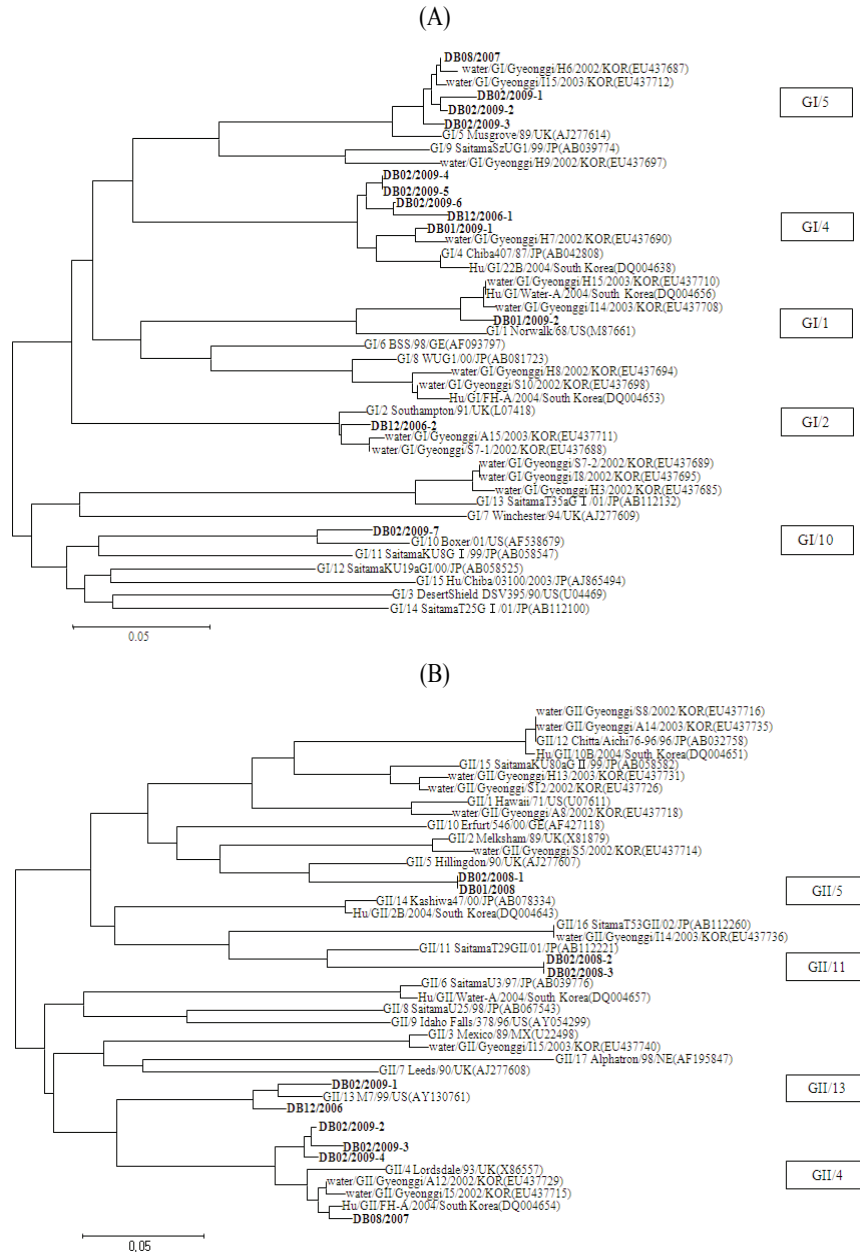 (A)
DB08/2007
water/GI/Gyeonggi/H6/2002/KOR(EU437687)
water/GI/Gyeonggi/I15/2003/KOR(EU437712)
DB02/2009-1
GI/5
DB02/2009-2
DB02/2009-3
GI/5 Musgrove/89/UK(AJ277614)
GI/9 SaitamaSzUG1/99/JP(AB039774)
water/GI/Gyeonggi/H9/2002/KOR(EU437697)
DB02/2009-4
DB02/2009-5
DB02/2009-6
DB12/2006-1
GI/4
DB01/2009-1
water/GI/Gyeonggi/H7/2002/KOR(EU437690)
GI/4 Chiba407/87/JP(AB042808)
Hu/GI/22B/2004/South Korea(DQ004638)
water/GI/Gyeonggi/H15/2003/KOR(EU437710)
Hu/GI/Water-A/2004/South Korea(DQ004656)
water/GI/Gyeonggi/I14/2003/KOR(EU437708)
DB01/2009-2
GI/1
GI/1 Norwalk/68/US(M87661)
GI/6 BSS/98/GE(AF093797)
GI/8 WUG1/00/JP(AB081723)
water/GI/Gyeonggi/H8/2002/KOR(EU437694)
water/GI/Gyeonggi/S10/2002/KOR(EU437698)
Hu/GI/FH-A/2004/South Korea(DQ004653)
GI/2 Southampton/91/UK(L07418)
DB12/2006-2
GI/2
water/GI/Gyeonggi/A15/2003/KOR(EU437711)
water/GI/Gyeonggi/S7-1/2002/KOR(EU437688)
water/GI/Gyeonggi/S7-2/2002/KOR(EU437689)
water/GI/Gyeonggi/I8/2002/KOR(EU437695)
water/GI/Gyeonggi/H3/2002/KOR(EU437685)
GI/13 SaitamaT35aGⅠ/01/JP(AB112132)
GI/7 Winchester/94/UK(AJ277609)
DB02/2009-7
GI/10
GI/10 Boxer/01/US(AF538679)
GI/11 SaitamaKU8GⅠ/99/JP(AB058547)
GI/12 SaitamaKU19aGI/00/JP(AB058525)
GI/15 Hu/Chiba/03100/2003/JP(AJ865494)
GI/3 DesertShield DSV395/90/US(U04469)
GI/14 SaitamaT25GⅠ/01/JP(AB112100)
0.05
(B)
water/GII/Gyeonggi/S8/2002/KOR(EU437716)
water/GII/Gyeonggi/A14/2003/KOR(EU437735)
GII/12 Chitta/Aichi76-96/96/JP(AB032758)
Hu/GII/10B/2004/South Korea(DQ004651)
GII/15 SaitamaKU80aGⅡ/99/JP(AB058582)
water/GII/Gyeonggi/H13/2003/KOR(EU437731)
water/GII/Gyeonggi/S12/2002/KOR(EU437726)
GII/1 Hawaii/71/US(U07611)
water/GII/Gyeonggi/A8/2002/KOR(EU437718)
GII/10 Erfurt/546/00/GE(AF427118)
GII/2 Melksham/89/UK(X81879)
water/GII/Gyeonggi/S5/2002/KOR(EU437714)
GII/5 Hillingdon/90/UK(AJ277607)
DB02/2008-1
DB01/2008
GII/5
GII/14 Kashiwa47/00/JP(AB078334)
Hu/GII/2B/2004/South Korea(DQ004643)
GII/16 SitamaT53GII/02/JP(AB112260)
water/GII/Gyeonggi/I14/2003/KOR(EU437736)
GII/11 SaitamaT29GII/01/JP(AB112221)
DB02/2008-2
DB02/2008-3
GII/11
GII/6 SaitamaU3/97/JP(AB039776)
Hu/GII/Water-A/2004/South Korea(DQ004657)
GII/8 SaitamaU25/98/JP(AB067543)
GII/9 Idaho Falls/378/96/US(AY054299)
GII/3 Mexico/89/MX(U22498)
water/GII/Gyeonggi/I15/2003/KOR(EU437740)
GII/17 Alphatron/98/NE(AF195847)
GII/7 Leeds/90/UK(AJ277608)
DB02/2009-1
GII/13
GII/13 M7/99/US(AY130761)
DB12/2006
DB02/2009-2
DB02/2009-3
DB02/2009-4
GII/4
GII/4 Lordsdale/93/UK(X86557)
water/GII/Gyeonggi/A12/2002/KOR(EU437729)
water/GII/Gyeonggi/I5/2002/KOR(EU437715)
Hu/GII/FH-A/2004/South Korea(DQ004654)
DB08/2007
0.05